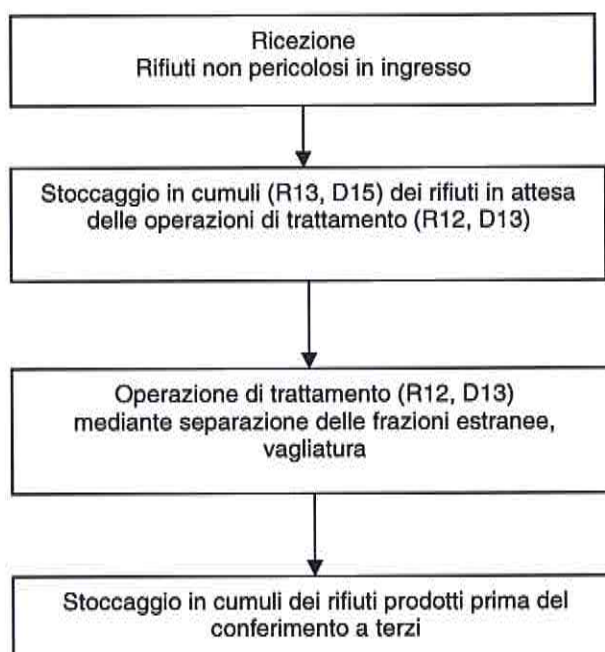 Ricezione
Rifiuti non pericolosi in ingresso
Stoccaggio in cumuli (R13, D15) dei rifiuti in attesa
delle operazioni di trattamento (R12, D13)
Operazione di trattamento (R12, D13)
mediante separazione delle frazioni estranee,
vagliatura
Stoccaggio in cumuli dei rifiuti prodotti prima del
conferimento a terzi